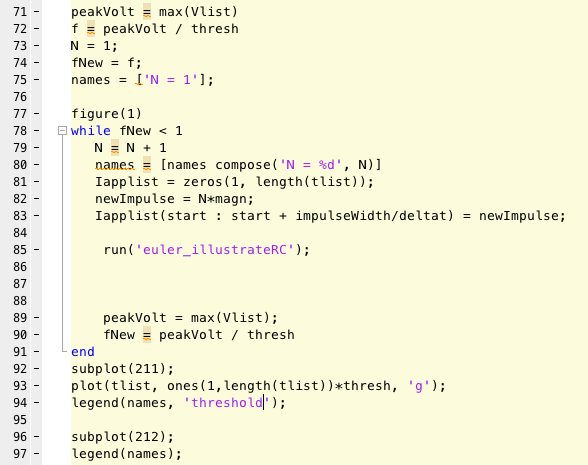 71 - peakVolt = max(Vlist)
72 - f = peakVolt / thresh
73 - N = 1;
74 - fNew = f;
75 - names = ['N = 1'];
76
77 - figure(1)
78 - while fNew < 1
79 - N = N + 1
80 - names = [names compose('N = %d', N)]
81 - Iapplist = zeros(1, length(tlist));
82 - newImpulse = N*magn;
83 - Iapplist(start : start + impulseWidth/deltat) = newImpulse;
84
85 - run('euler_illustrateRC');
86
87
88
89 - peakVolt = max(Vlist);
90 - fNew = peakVolt / thresh
91 - end
92 - subplot(211);
93 - plot(tlist, ones(1,length(tlist))*thresh, 'g');
94 - legend(names, 'threshold');
95
96 - subplot(212);
97 - legend(names);